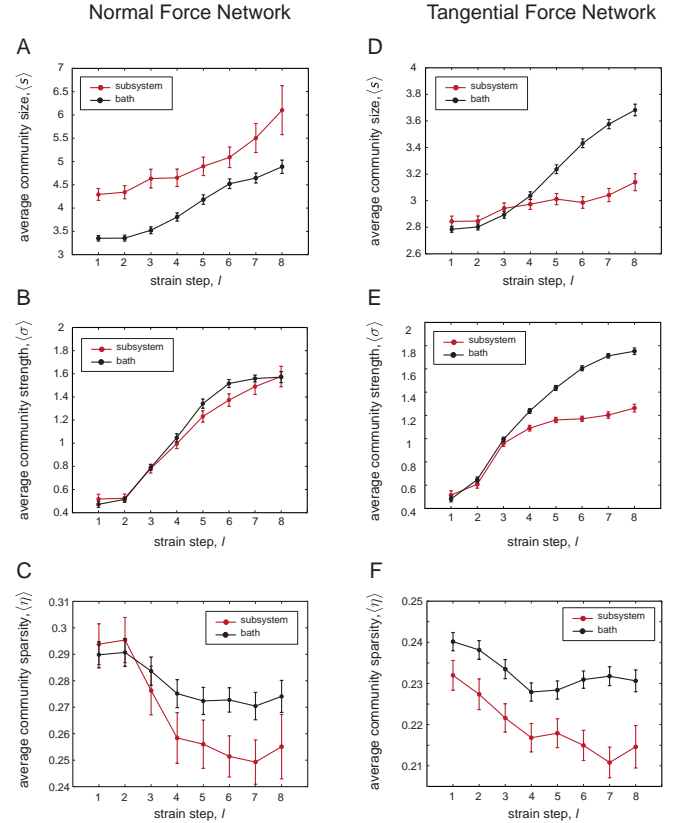 Normal Force Network
Tangential Force Network
A
average community size, ⟨s⟩
7
6.5
6
5.5
5
4.5
4
3.5
3
subsystem
bath
1 2 3 4 5 6 7 8
strain step, l
D
average community size, ⟨s⟩
4
3.8
3.6
3.4
3.2
3
2.8
2.6
subsystem
bath
1 2 3 4 5 6 7 8
strain step, l
B
average community strength, ⟨σ⟩
2
1.8
1.6
1.4
1.2
1
0.8
0.6
0.4
subsystem
bath
1 2 3 4 5 6 7 8
strain step, l
E
average community strength, ⟨σ⟩
2
1.8
1.6
1.4
1.2
1
0.8
0.6
0.4
subsystem
bath
1 2 3 4 5 6 7 8
strain step, l
C
average community sparsity, ⟨η⟩
0.31
0.3
0.29
0.28
0.27
0.26
0.25
0.24
subsystem
bath
1 2 3 4 5 6 7 8
strain step, l
F
average community sparsity, ⟨η⟩
0.25
0.24
0.23
0.22
0.21
subsystem
bath
1 2 3 4 5 6 7 8
strain step, l